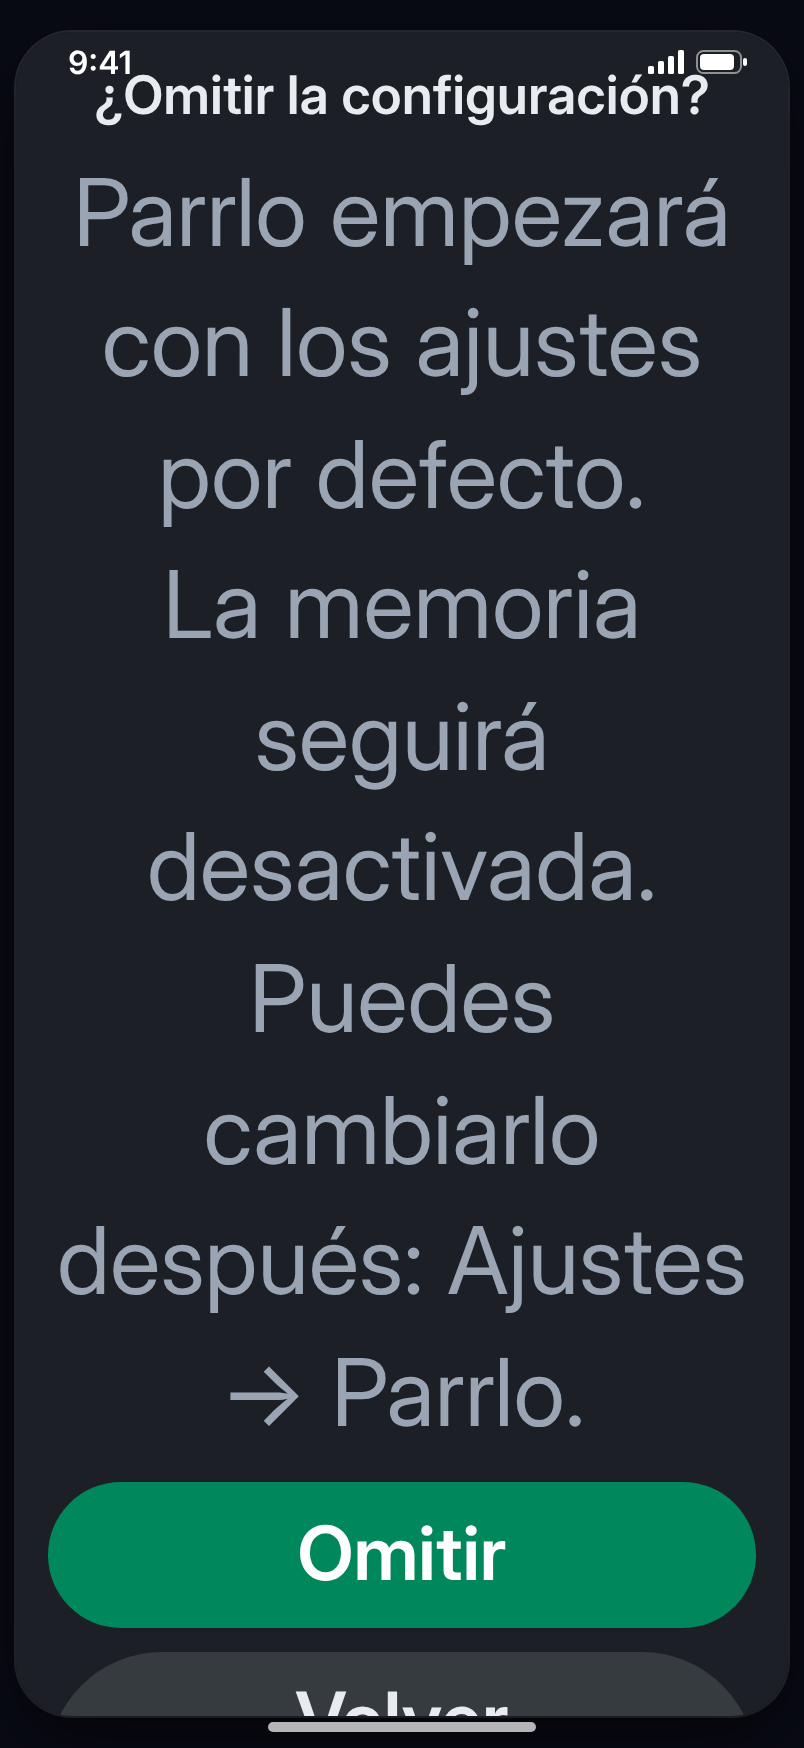 9:41
¿Omitir la configuración?
Parrlo empezará
con los ajustes
por defecto.
La memoria
seguirá
desactivada.
Puedes
cambiarlo
después: Ajustes
→ Parrlo.
Omitir
Volver